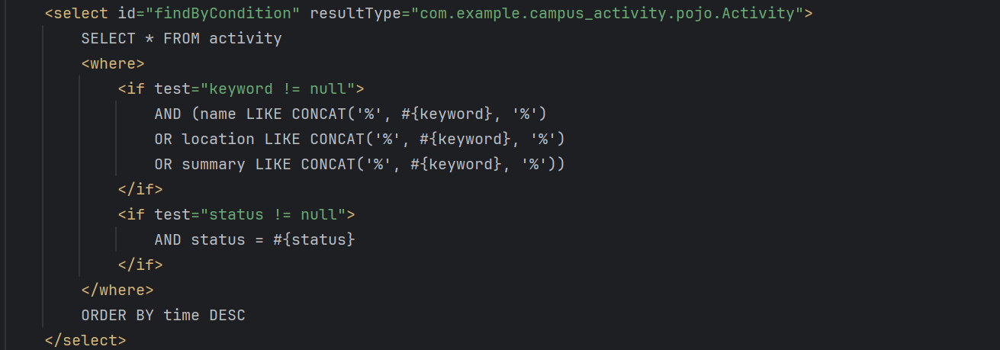 <select id="findByCondition" resultType="com.example.campus_activity.pojo.Activity">
    SELECT * FROM activity
    <where>
        <if test="keyword != null">
            AND (name LIKE CONCAT('%', #{keyword}, '%')
            OR location LIKE CONCAT('%', #{keyword}, '%')
            OR summary LIKE CONCAT('%', #{keyword}, '%'))
        </if>
        <if test="status != null">
            AND status = #{status}
        </if>
    </where>
    ORDER BY time DESC
</select>